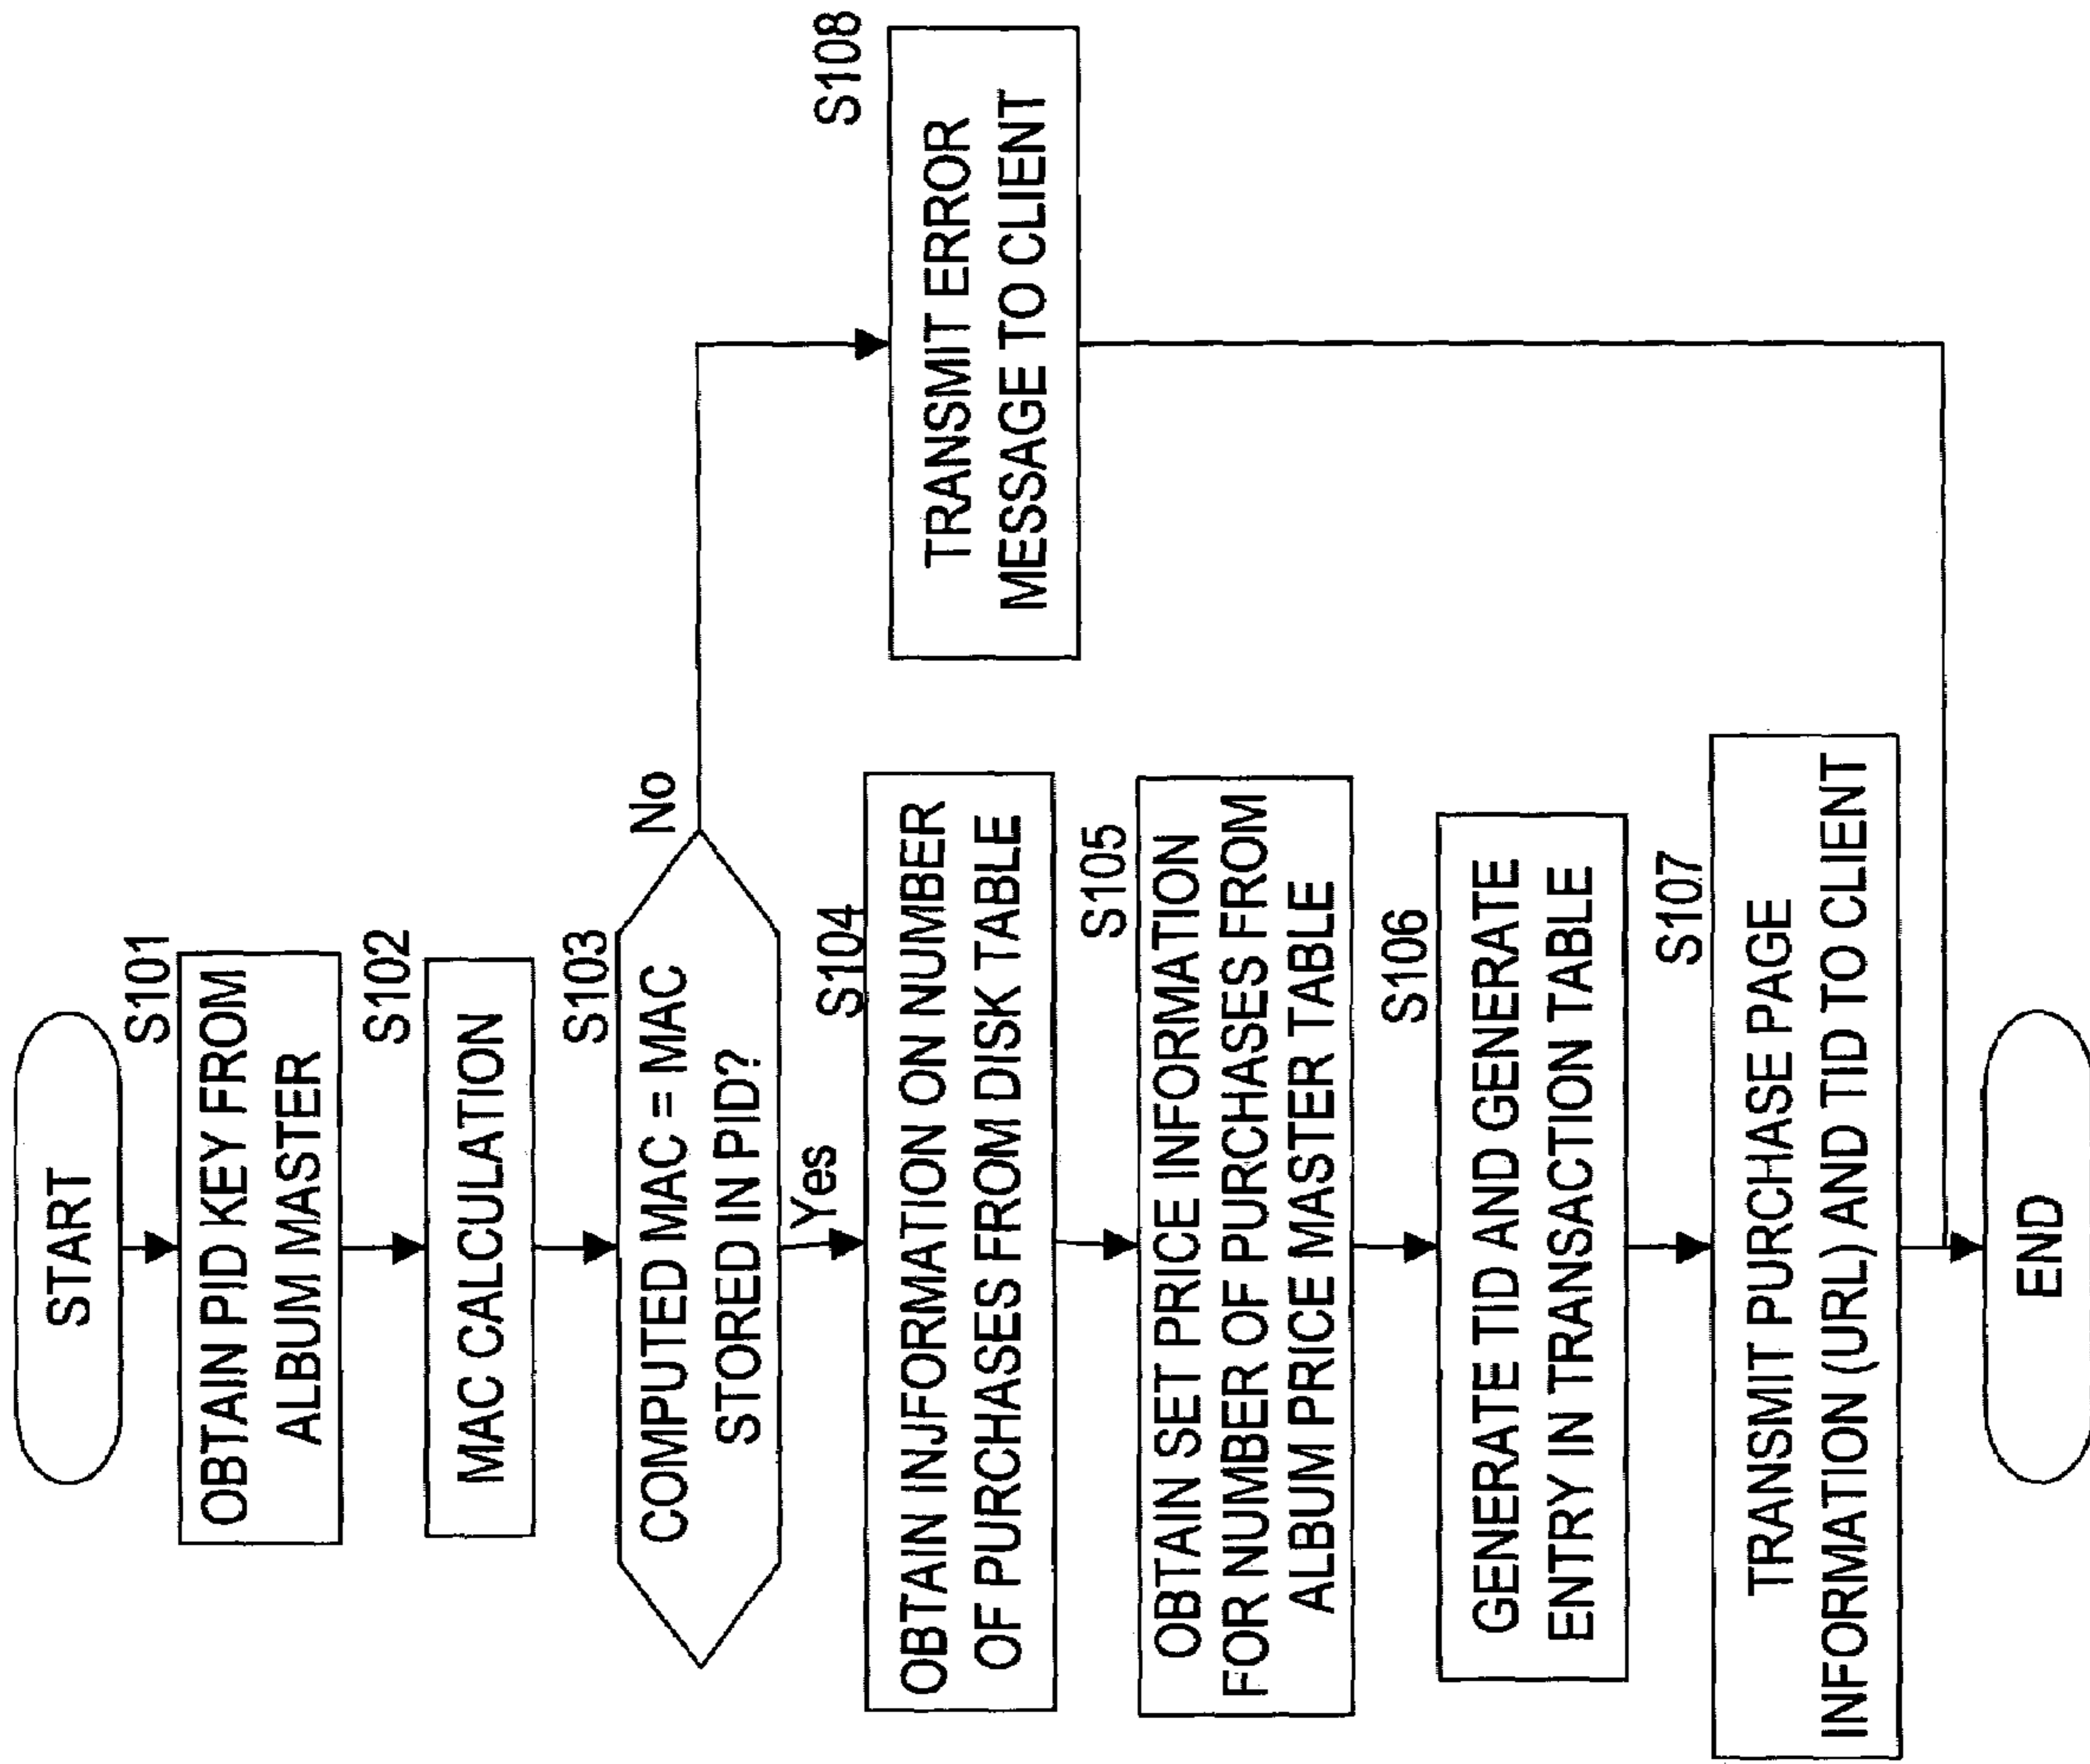 START
S101
OBTAIN PID KEY FROM
ALBUM MASTER
S102
MAC CALCULATION
S103
COMPUTED MAC = MAC
STORED IN PID?
No
Yes
S104
OBTAIN INJFORMATION ON NUMBER
OF PURCHASES FROM DISK TABLE
S105
OBTAIN SET PRICE INFORMATION
FOR NUMBER OF PURCHASES FROM
ALBUM PRICE MASTER TABLE
S106
GENERATE TID AND GENERATE
ENTRY IN TRANSACTION TABLE
S107
TRANSMIT PURCHASE PAGE
INFORMATION (URL) AND TID TO CLIENT
S108
TRANSMIT ERROR
MESSAGE TO CLIENT
END